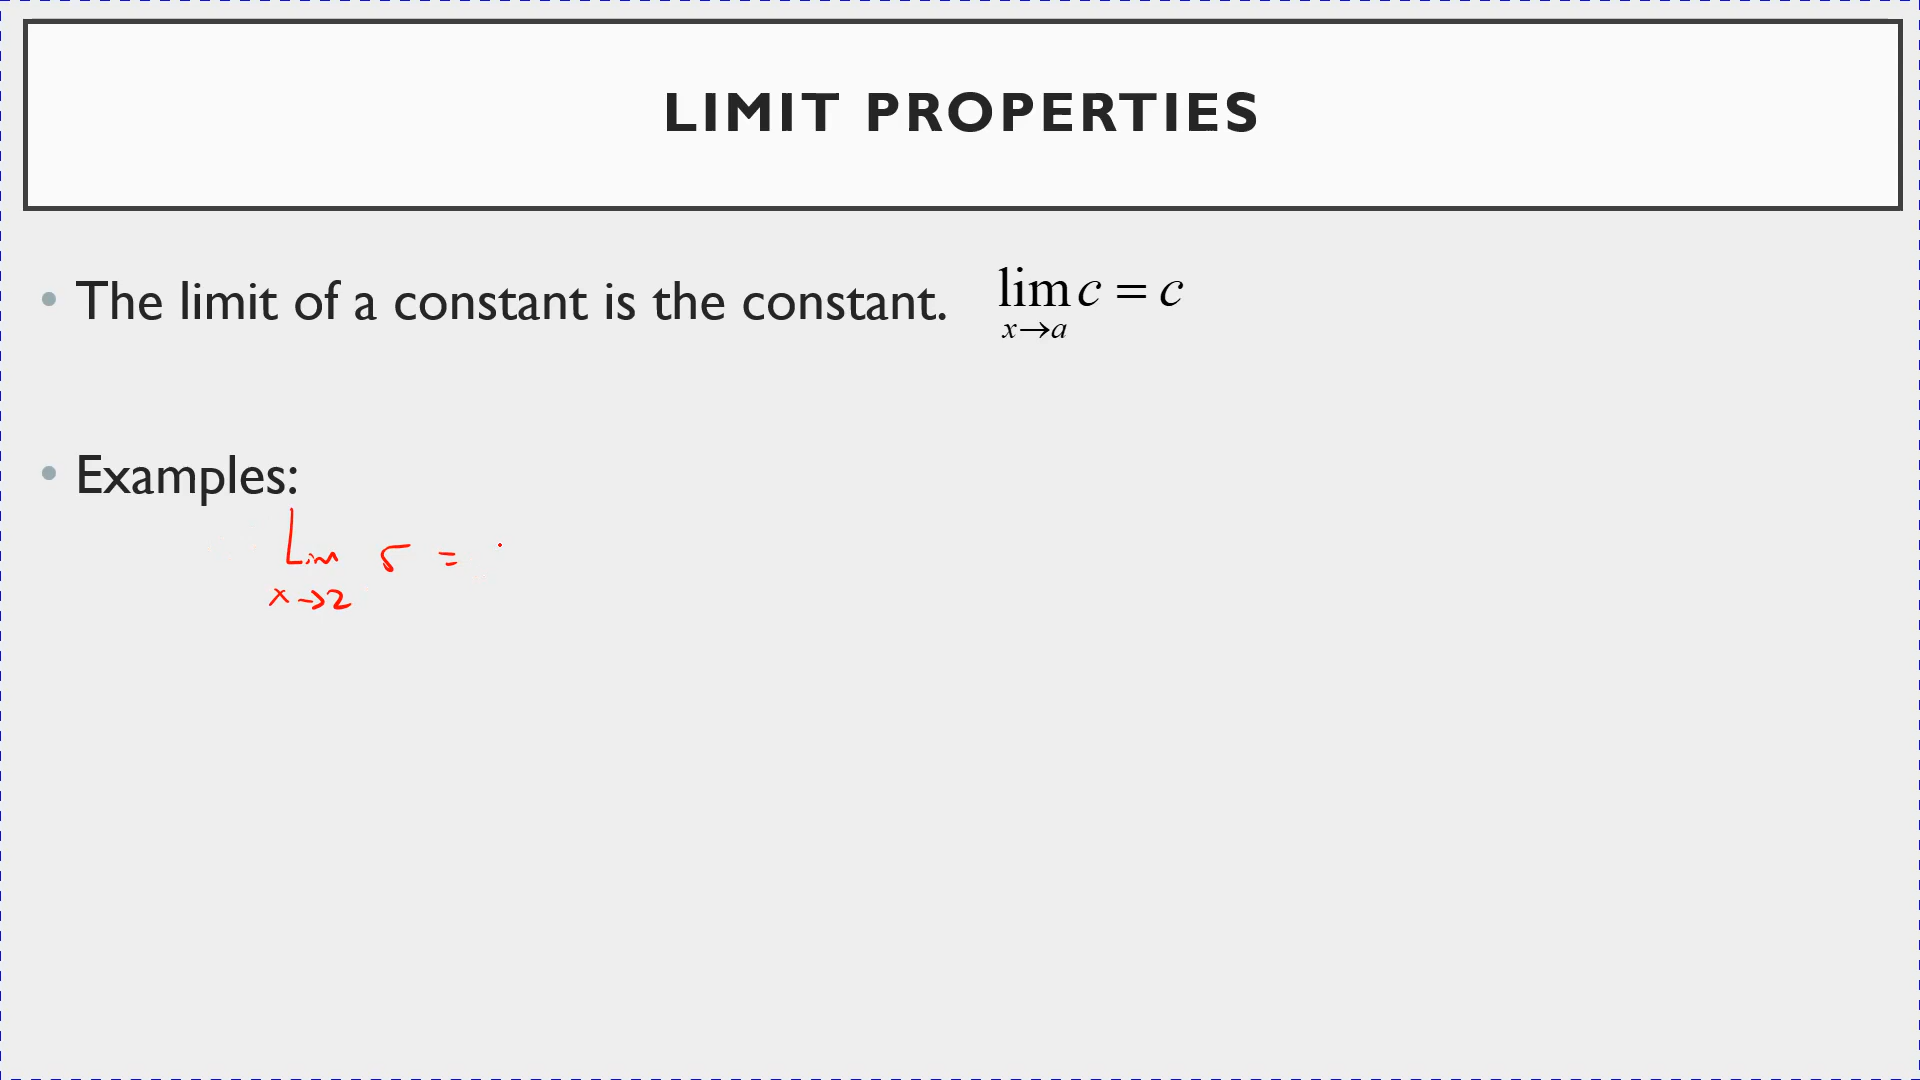 LIMIT PROPERTIES
• The limit of a constant is the constant. lim c = c
x→a
• Examples:
Lim 5 =
x→2